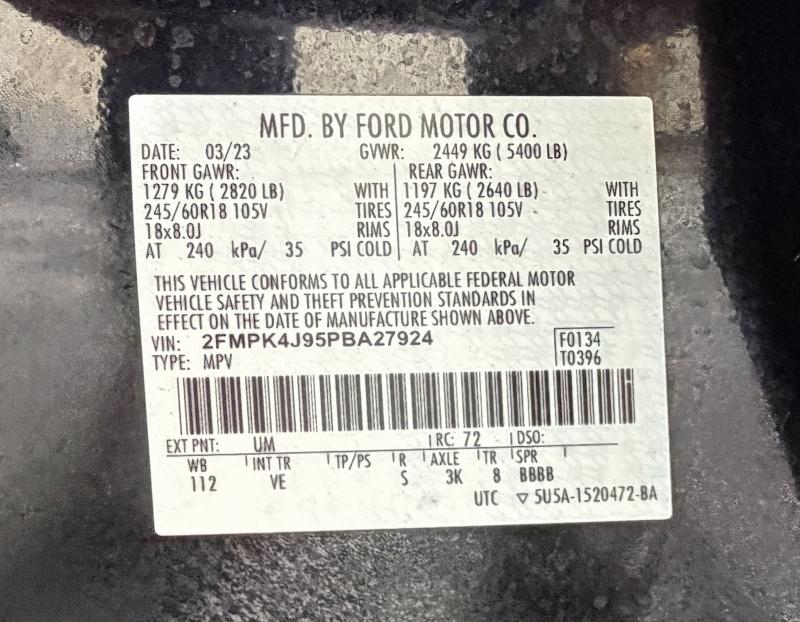 MFD. BY FORD MOTOR CO.
DATE: 03/23 GVWR: 2449 KG ( 5400 LB)
FRONT GAWR: REAR GAWR:
1279 KG ( 2820 LB) WITH 1197 KG ( 2640 LB) WITH
245/60R18 105V TIRES 245/60R18 105V TIRES
18x8.0J RIMS 18x8.0J RIMS
AT 240 kPa/ 35 PSI COLD AT 240 kPa/ 35 PSI COLD
THIS VEHICLE CONFORMS TO ALL APPLICABLE FEDERAL MOTOR
VEHICLE SAFETY AND THEFT PREVENTION STANDARDS IN
EFFECT ON THE DATE OF MANUFACTURE SHOWN ABOVE.
VIN: 2FMPK4J95PBA27924 F0134
TYPE: MPV T0396
EXT PNT: UM RC: 72 DSO:
WB INT TR TP/PS R AXLE TR SPR
112 VE S 3K 8 BBBB
UTC ▽ 5U5A-1520472-BA